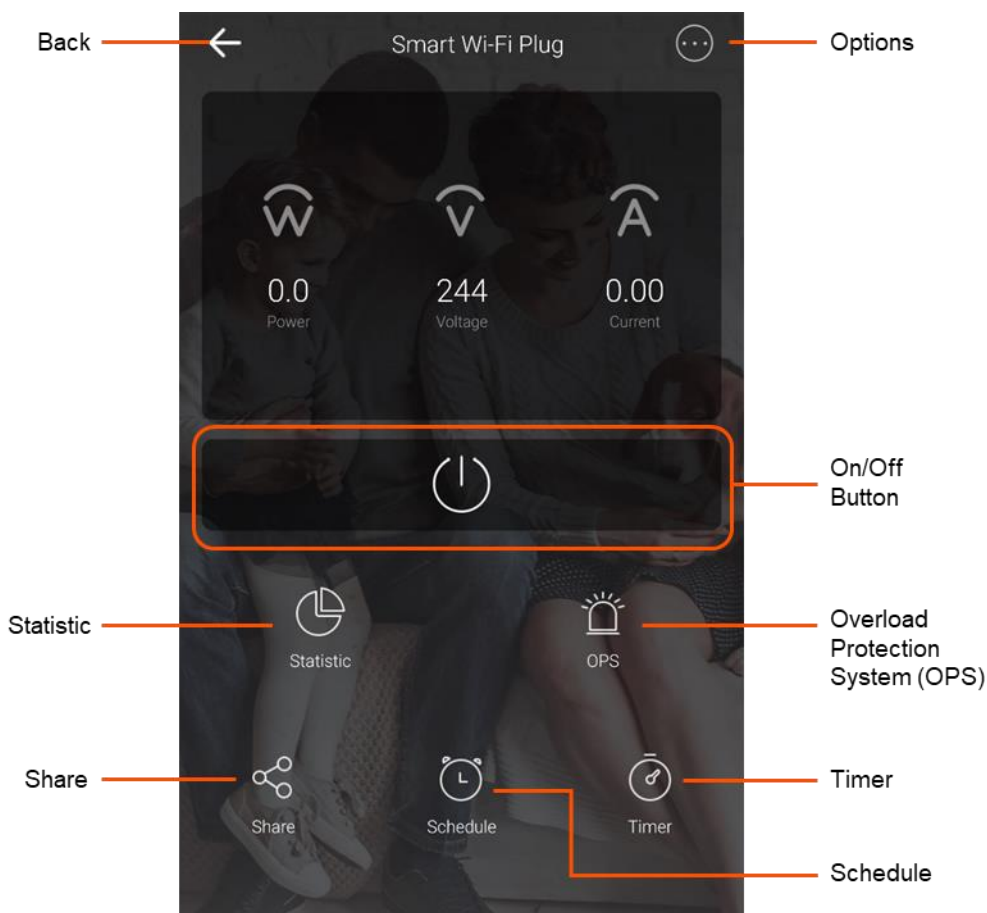 Back
Smart Wi-Fi Plug
Options
W
V
A
0.0
244
0.00
Power
Voltage
Current
On/Off
Button
Statistic
Statistic
OPS
Overload
Protection
System (OPS)
Share
Share
Schedule
Timer
Timer
Schedule